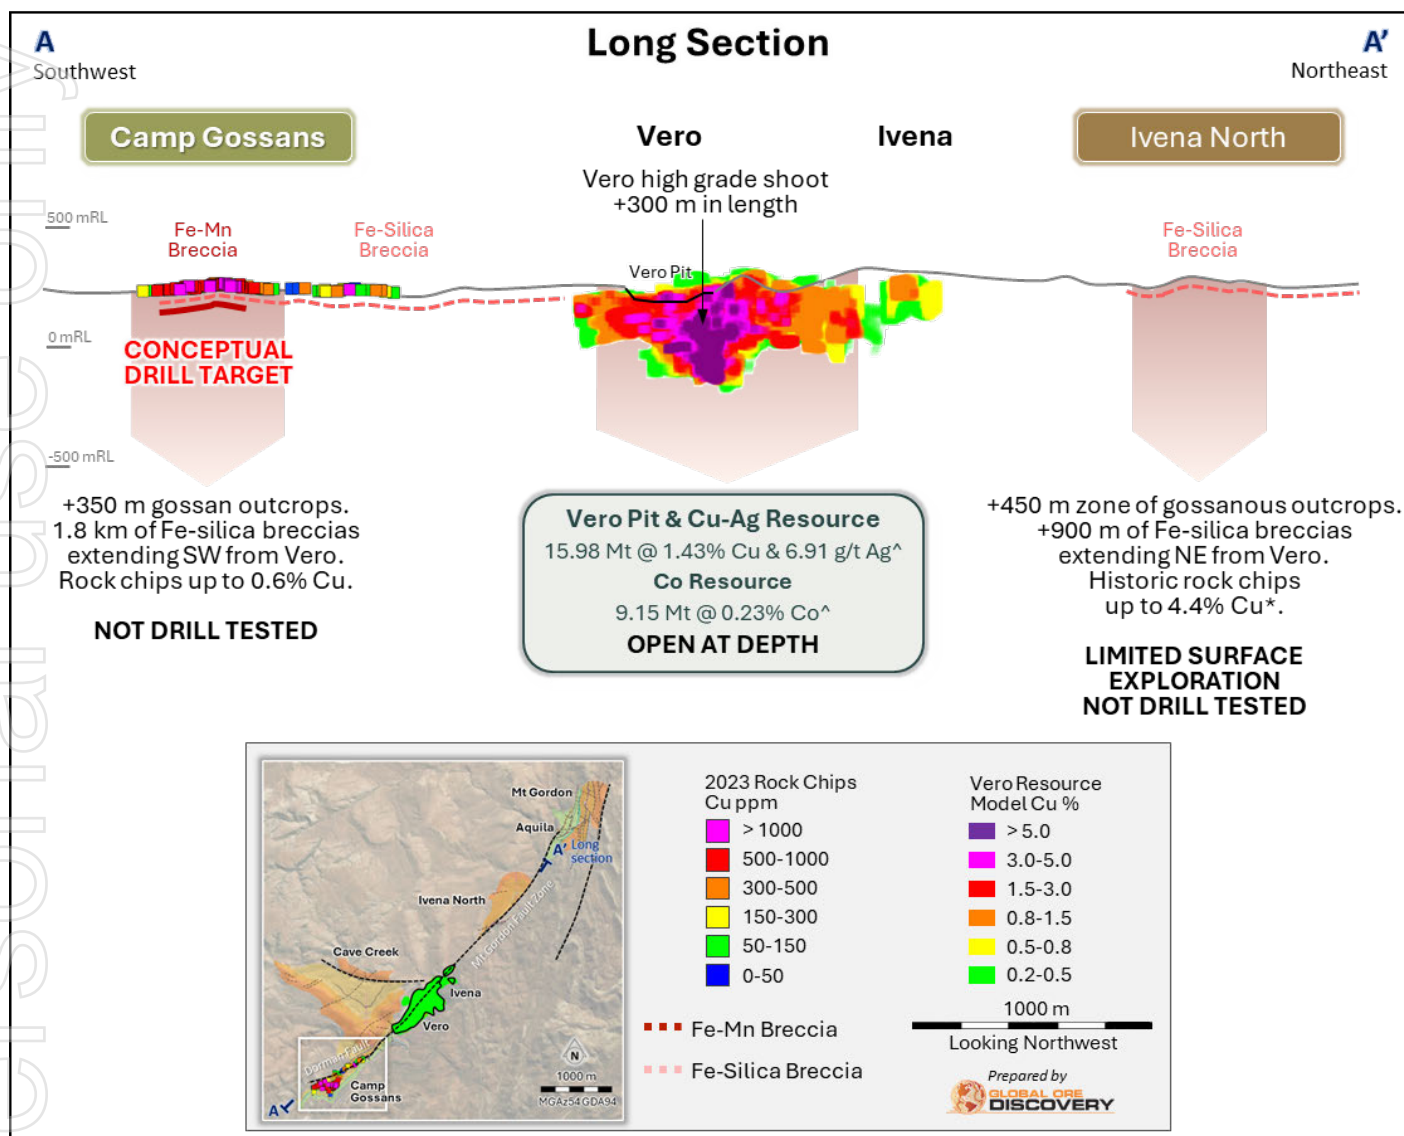 A
Southwest
Long Section
A'
Northeast
Camp Gossans
Vero
Ivena
Ivena North
Vero high grade shoot
+300 m in length
500 mRL
Fe-Mn
Breccia
Fe-Silica
Breccia
Fe-Silica
Breccia
Vero Pit
0 mRL
CONCEPTUAL
DRILL TARGET
-500 mRL
+350 m gossan outcrops.
1.8 km of Fe-silica breccias
extending SW from Vero.
Rock chips up to 0.6% Cu.
NOT DRILL TESTED
Vero Pit & Cu-Ag Resource
15.98 Mt @ 1.43% Cu & 6.91 g/t Ag^
Co Resource
9.15 Mt @ 0.23% Co^
OPEN AT DEPTH
+450 m zone of gossanous outcrops.
+900 m of Fe-silica breccias
extending NE from Vero.
Historic rock chips
up to 4.4% Cu*.
LIMITED SURFACE
EXPLORATION
NOT DRILL TESTED
Mt Gordon
Aquila
A' Long
section
Ivena North
Mt Gordon Fault Zone
Cave Creek
Ivena
Vero
Dorman Fault
Camp
Gossans
A
N
1000 m
MGAz54 GDA94
2023 Rock Chips
Cu ppm
> 1000
500-1000
300-500
150-300
50-150
0-50
Vero Resource
Model Cu %
> 5.0
3.0-5.0
1.5-3.0
0.8-1.5
0.5-0.8
0.2-0.5
Fe-Mn Breccia
Fe-Silica Breccia
1000 m
Looking Northwest
Prepared by
GLOBAL ORE
DISCOVERY
ersonal use only